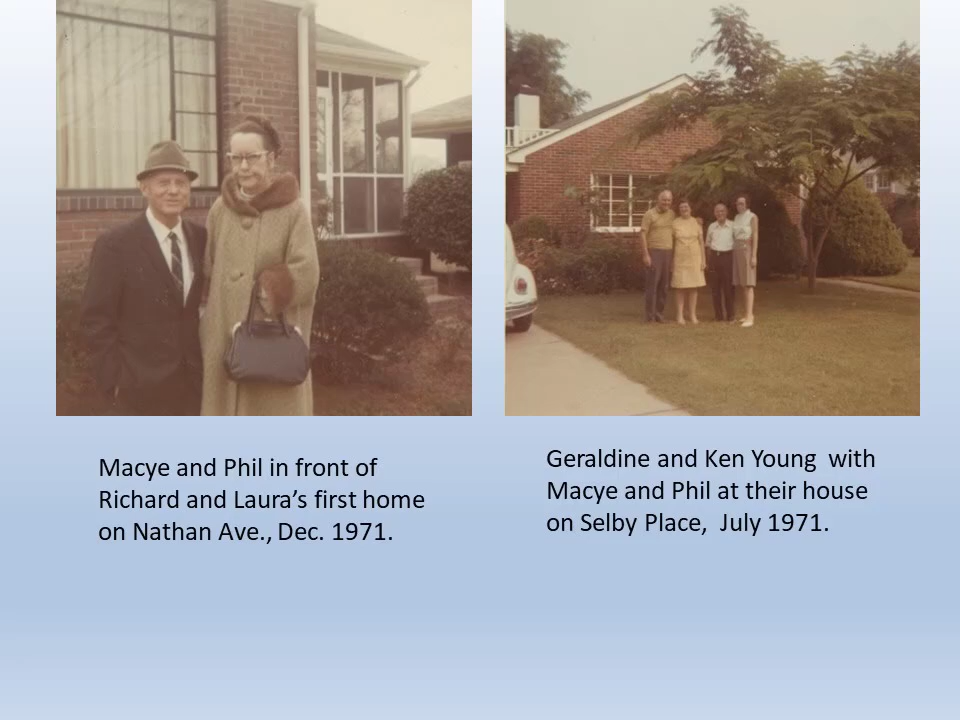 Macye and Phil in front of
Richard and Laura’s first home
on Nathan Ave., Dec. 1971.
Geraldine and Ken Young  with
Macye and Phil at their house
on Selby Place,  July 1971.